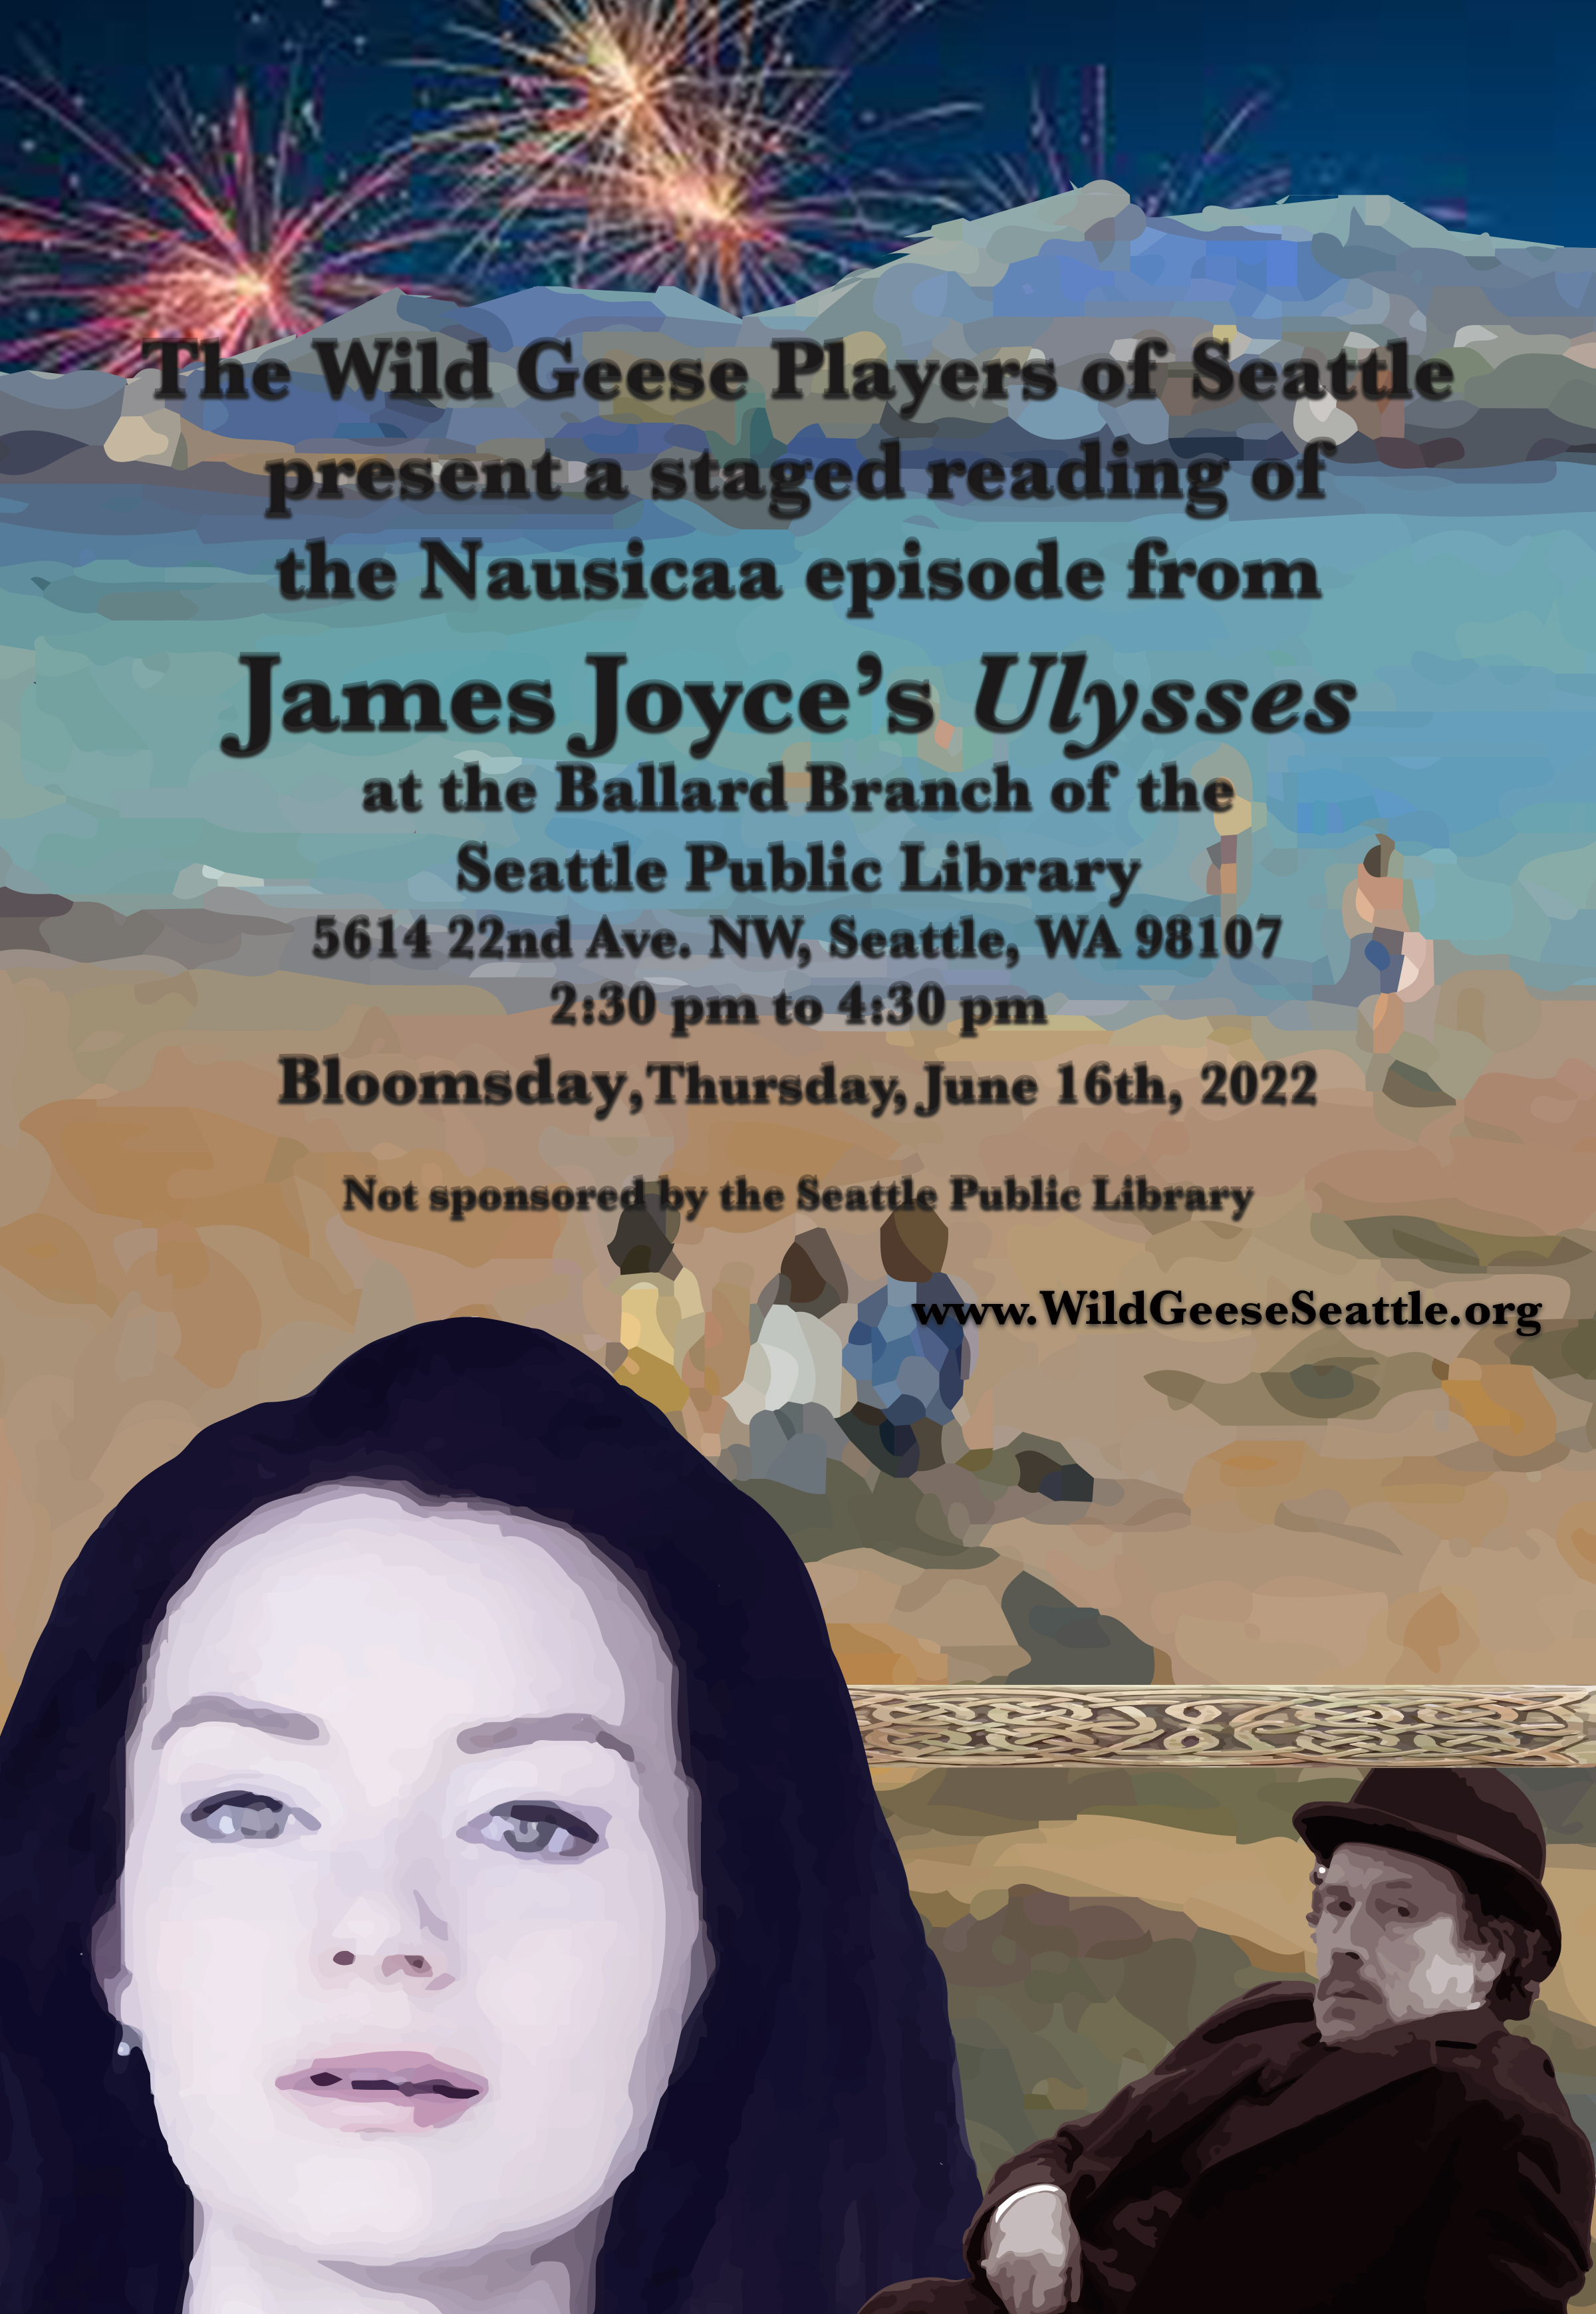 The Wild Geese Players of Seattle
present a staged reading of
the Nausicaa episode from
James Joyce’s Ulysses
at the Ballard Branch of the
Seattle Public Library
5614 22nd Ave. NW, Seattle, WA 98107
2:30 pm to 4:30 pm
Bloomsday, Thursday, June 16th, 2022
Not sponsored by the Seattle Public Library
www.WildGeeseSeattle.org